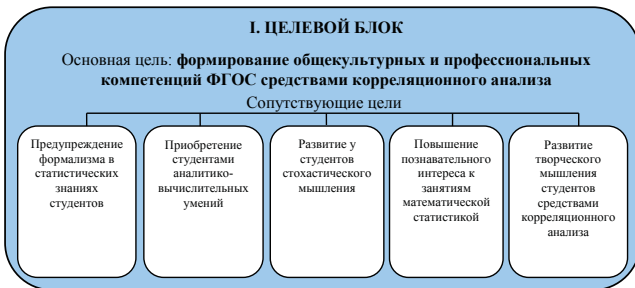 I. ЦЕЛЕВОЙ БЛОК
Основная цель: формирование общекультурных и профессиональных
компетенций ФГОС средствами корреляционного анализа
Сопутствующие цели
Предупреждение
формализма в
статистических
знаниях
студентов
Приобретение
студентами
аналитико-
вычислительных
умений
Развитие у
студентов
стохастического
мышления
Повышение
познавательного
интереса к
занятиям
математической
статистикой
Развитие
творческого
мышления
студентов
средствами
корреляционного
анализа